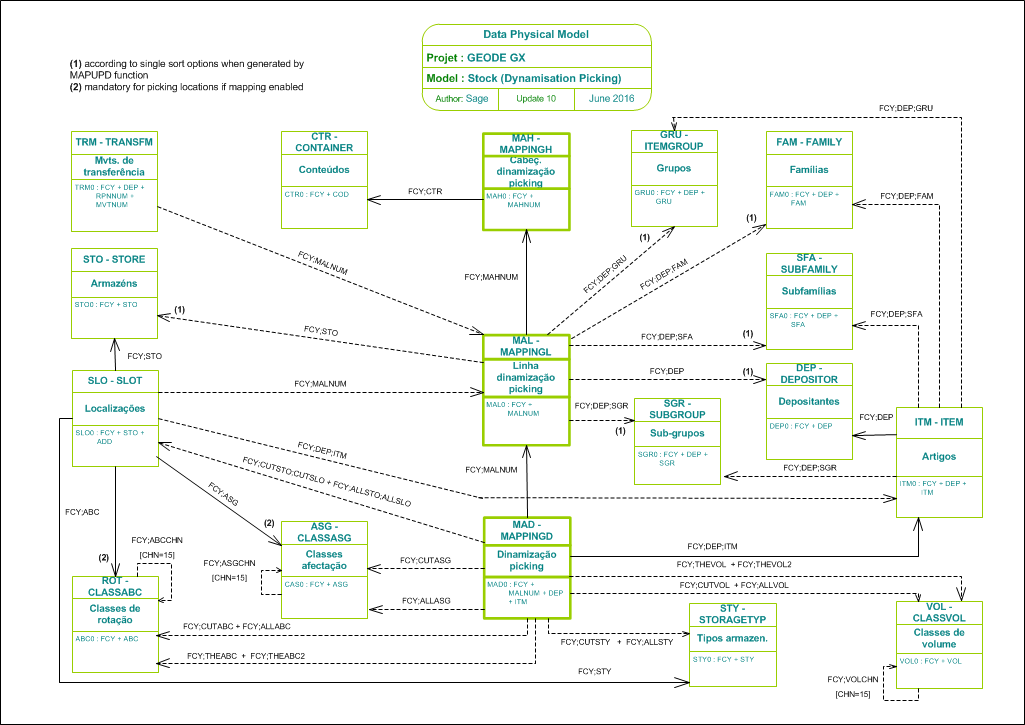 Data Physical Model
Projet : GEODE GX
Model : Stock (Dynamisation Picking)
Author: Sage
Update 10
June 2016
(1) according to single sort options when generated by
MAPUPD function
(2) mandatory for picking locations if mapping enabled
TRM - TRANSFM
Mvts. de
transferência
TRM0 : FCY + DEP +
RPNNUM +
MVTNUM
CTR -
CONTAINER
Conteúdos
CTR0 : FCY + COD
FCY;CTR
MAH -
MAPPINGH
Cabeç.
dinamização
picking
MAH0 : FCY +
MAHNUM
GRU -
ITEMGROUP
Grupos
GRU0 : FCY + DEP +
GRU
FCY;DEP;GRU
FAM - FAMILY
Famílias
FAM0 : FCY + DEP +
FAM
FCY;DEP;FAM
(1)
(1)
FCY;MALNUM
FCY;MAHNUM
FCY;DEP;GRU
FCY;DEP;FAM
STO - STORE
Armazéns
STO0 : FCY + STO
(1)
FCY;STO
FCY;STO
SFA -
SUBFAMILY
Subfamílias
SFA0 : FCY + DEP +
SFA
FCY;DEP;SFA
FCY;DEP;SFA
(1)
MAL -
MAPPINGL
Linha
dinamização
picking
MAL0 : FCY +
MALNUM
SLO - SLOT
Localizações
SLO0 : FCY + STO +
ADD
FCY;MALNUM
FCY;DEP
(1)
DEP -
DEPOSITOR
Depositantes
DEP0 : FCY + DEP
FCY;DEP
FCY;DEP;SGR
(1)
SGR -
SUBGROUP
Sub-grupos
SGR0 : FCY + DEP +
SGR
FCY;DEP;SGR
ITM - ITEM
Artigos
ITM0 : FCY + DEP +
ITM
FCY;DEP;ITM
FCY;CUTSTO;CUTSLO + FCY;ALLSTO;ALLSLO
FCY;MALNUM
FCY;ABC
FCY;ASG
(2)
(2)
ASG -
CLASSASG
Classes
afectação
CAS0 : FCY + ASG
FCY;ASGCHN
[CHN=15]
FCY;ABCCHN
[CHN=15]
FCY;CUTASG
FCY;ALLASG
MAD -
MAPPINGD
Dinamização
picking
MAD0 : FCY +
MALNUM + DEP
+ ITM
FCY;DEP;ITM
FCY;THEVOL + FCY;THEVOL2
FCY;CUTVOL + FCY;ALLVOL
ROT -
CLASSABC
Classes de
rotação
ABC0 : FCY + ABC
FCY;CUTABC + FCY;ALLABC
FCY;THEABC + FCY;THEABC2
FCY;CUTSTY + FCY;ALLSTY
FCY;STY
STY -
STORAGETYP
Tipos armazen.
STY0 : FCY + STY
VOL -
CLASSVOL
Classes de
volume
VOL0 : FCY + VOL
FCY;VOLCHN
[CHN=15]